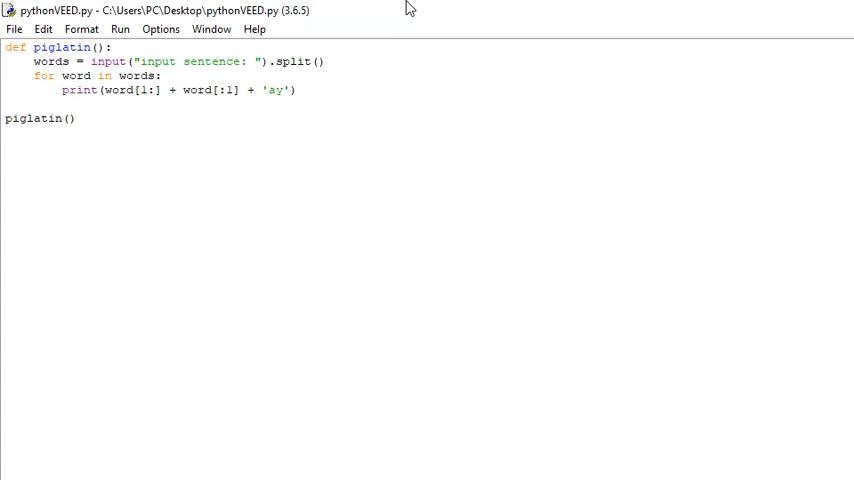 pythonVEED.py - C:\Users\PC\Desktop\pythonVEED.py (3.6.5)
File Edit Format Run Options Window Help
def piglatin():
    words = input("input sentence: ").split()
    for word in words:
        print(word[1:] + word[:1] + 'ay')

piglatin()